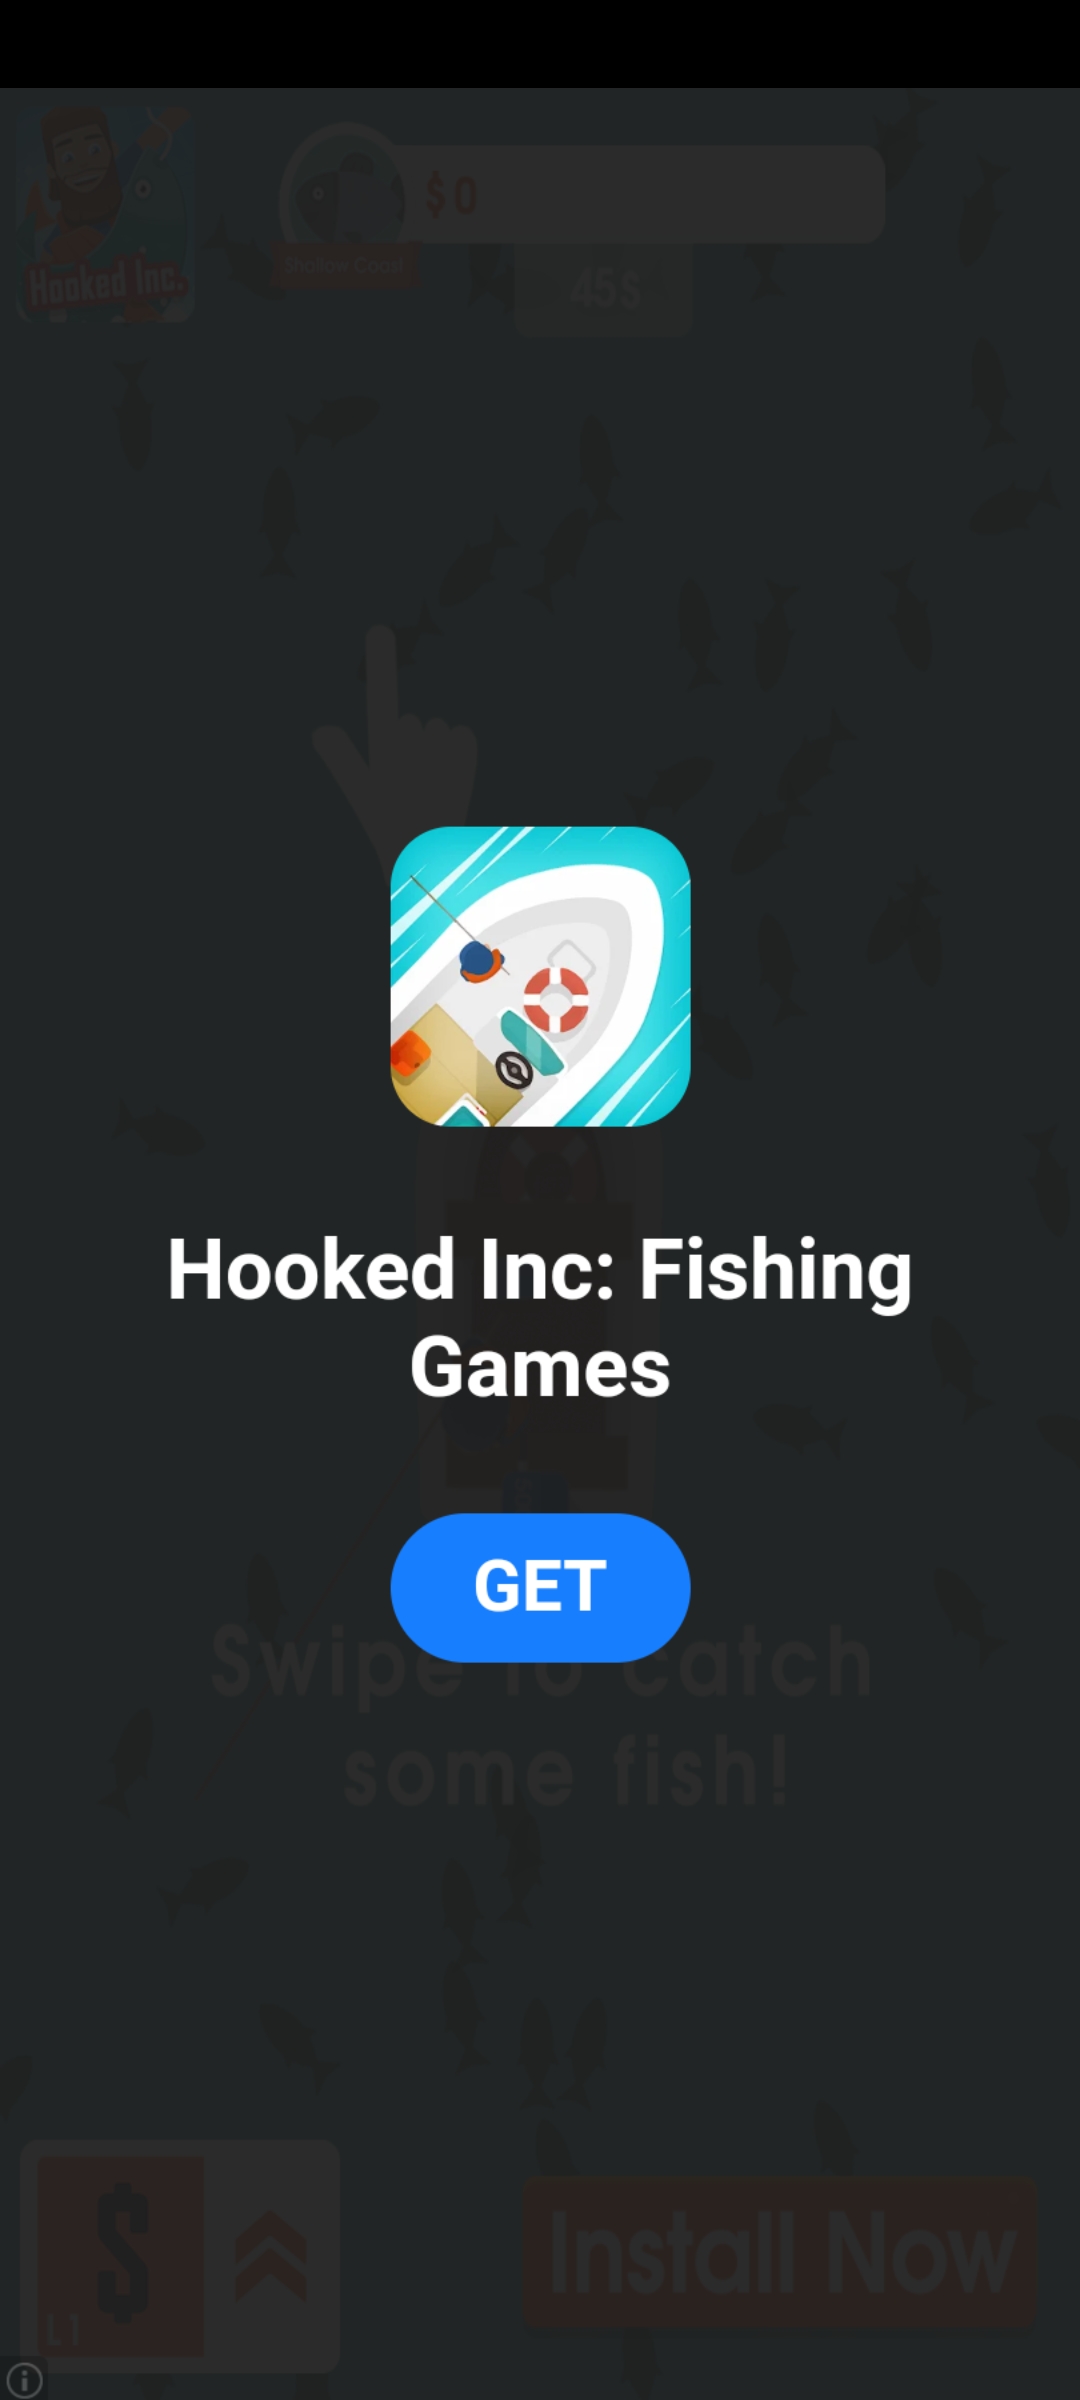 Hooked Inc.
$0
Shallow Coast
45$
Hooked Inc: Fishing
Games
GET
Swipe to catch
some fish!
$
L1
Install Now